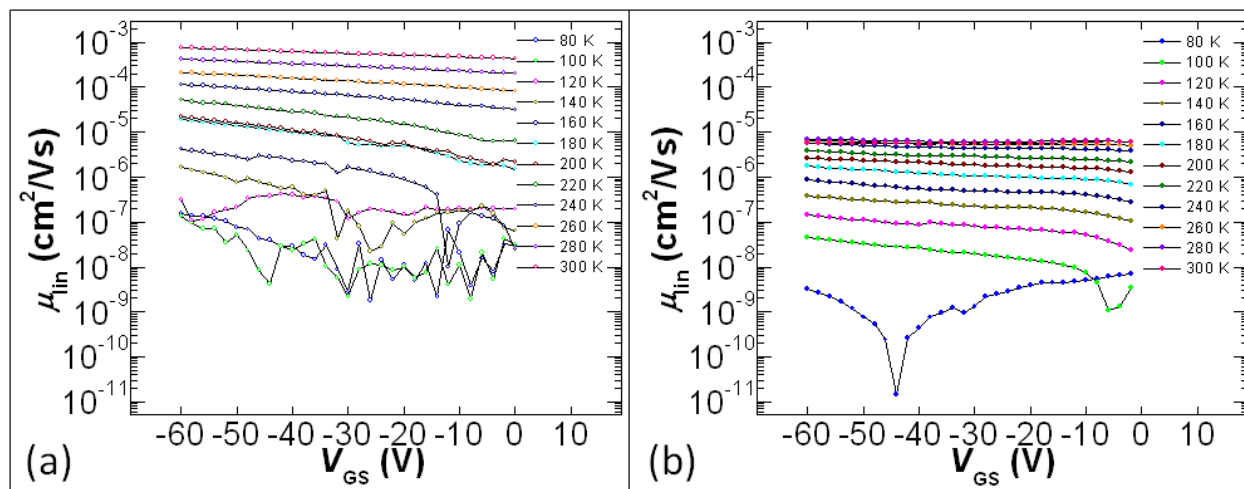 10⁻³
10⁻⁴
10⁻⁵
10⁻⁶
10⁻⁷
10⁻⁸
10⁻⁹
10⁻¹⁰
10⁻¹¹
μlin (cm²/Vs)
-60 -50 -40 -30 -20 -10 0 10
VGS (V)
80 K
100 K
120 K
140 K
160 K
180 K
200 K
220 K
240 K
260 K
280 K
300 K
(a)
10⁻³
10⁻⁴
10⁻⁵
10⁻⁶
10⁻⁷
10⁻⁸
10⁻⁹
10⁻¹⁰
10⁻¹¹
μlin (cm²/Vs)
-60 -50 -40 -30 -20 -10 0 10
VGS (V)
80 K
100 K
120 K
140 K
160 K
180 K
200 K
220 K
240 K
260 K
280 K
300 K
(b)